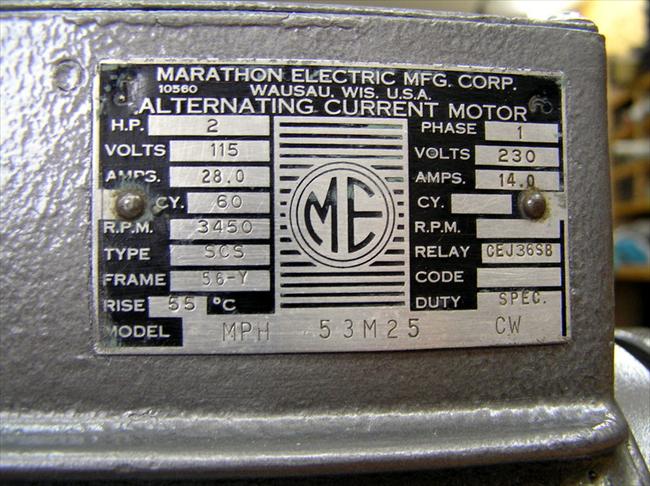 MARATHON ELECTRIC MFG. CORP.
10560 WAUSAU, WIS. U.S.A.
ALTERNATING CURRENT MOTOR
H.P. 2 PHASE 1
VOLTS 115 VOLTS 230
AMPS. 28.0 AMPS. 14.0
CY. 60 CY.
R.P.M. 3450 R.P.M.
ME
TYPE SCS RELAY CEJ36SB
FRAME 56-Y CODE
RISE 55 °C DUTY SPEC.
MODEL MPH 53M25 CW